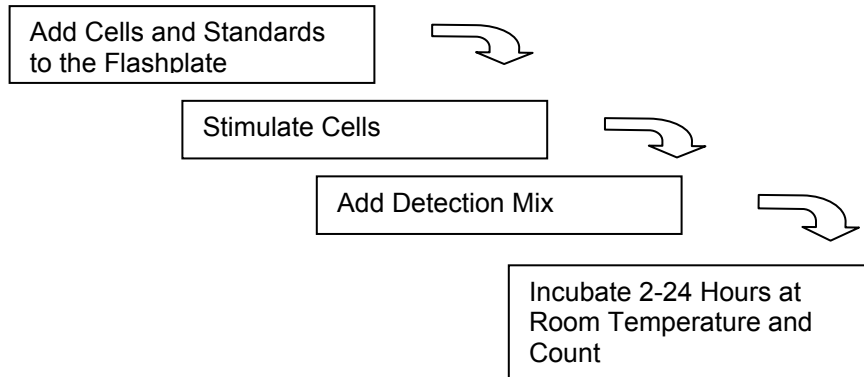 Add Cells and Standards
to the Flashplate
Stimulate Cells
Add Detection Mix
Incubate 2-24 Hours at
Room Temperature and
Count